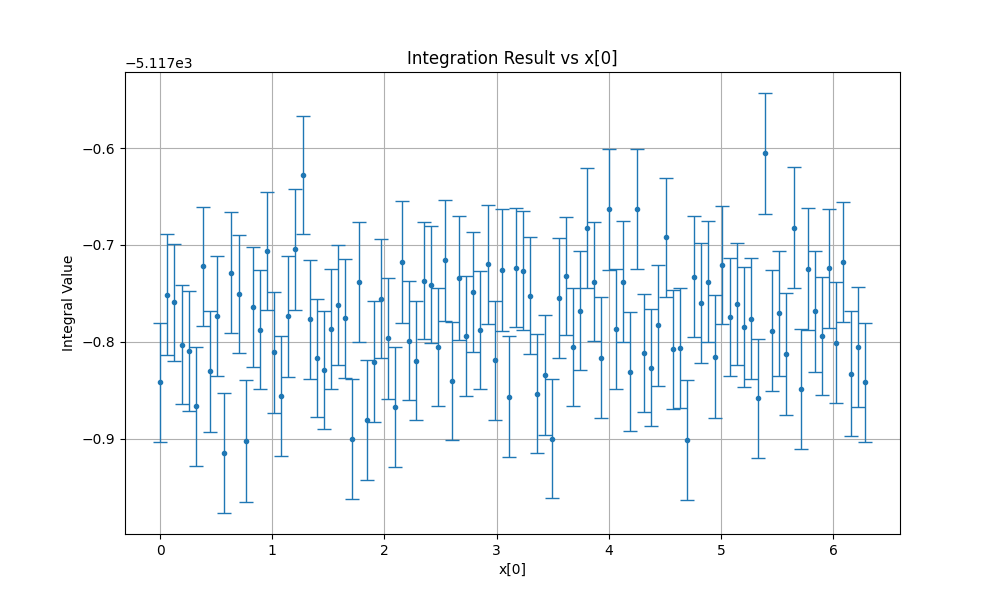 Integration Result vs x[0]
−5.117e3
−0.6
−0.7
−0.8
−0.9
Integral Value
0 1 2 3 4 5 6
x[0]